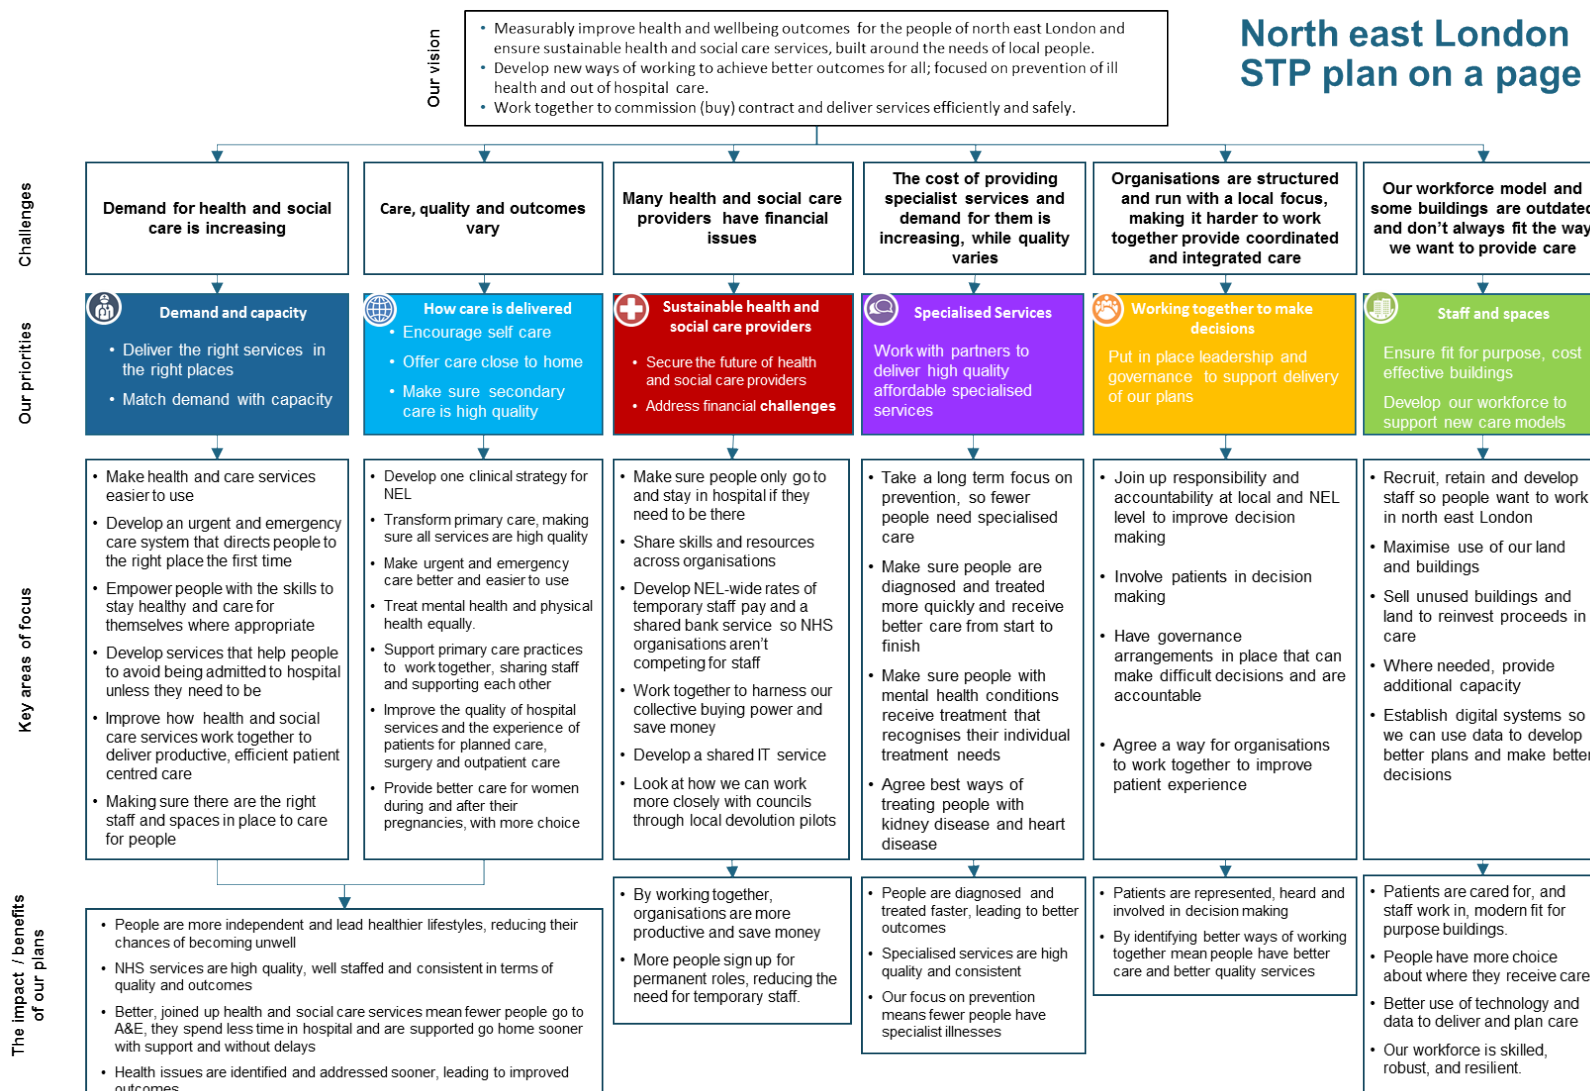 North east London
STP plan on a page
Our vision
• Measurably improve health and wellbeing outcomes for the people of north east London and
ensure sustainable health and social care services, built around the needs of local people.
• Develop new ways of working to achieve better outcomes for all; focused on prevention of ill
health and out of hospital care.
• Work together to commission (buy) contract and deliver services efficiently and safely.
Challenges
Demand for health and social
care is increasing
Care, quality and outcomes
vary
Many health and social care
providers have financial
issues
The cost of providing
specialist services and
demand for them is
increasing, while quality
varies
Organisations are structured
and run with a local focus,
making it harder to work
together provide coordinated
and integrated care
Our workforce model and
some buildings are outdated
and don't always fit the way
we want to provide care
Our priorities
Demand and capacity
• Deliver the right services in
the right places
• Match demand with capacity
How care is delivered
• Encourage self care
• Offer care close to home
• Make sure secondary
care is high quality
Sustainable health and
social care providers
• Secure the future of health
and social care providers
• Address financial challenges
Specialised Services
Work with partners to
deliver high quality
affordable specialised
services
Working together to make
decisions
Put in place leadership and
governance to support delivery
of our plans
Staff and spaces
Ensure fit for purpose, cost
effective buildings
Develop our workforce to
support new care models
Key areas of focus
• Make health and care services
easier to use
• Develop an urgent and emergency
care system that directs people to
the right place the first time
• Empower people with the skills to
stay healthy and care for
themselves where appropriate
• Develop services that help people
to avoid being admitted to hospital
unless they need to be
• Improve how health and social
care services work together to
deliver productive, efficient patient
centred care
• Making sure there are the right
staff and spaces in place to care
for people
• Develop one clinical strategy for
NEL
• Transform primary care, making
sure all services are high quality
• Make urgent and emergency
care better and easier to use
• Treat mental health and physical
health equally.
• Support primary care practices
to work together, sharing staff
and supporting each other
• Improve the quality of hospital
services and the experience of
patients for planned care,
surgery and outpatient care
• Provide better care for women
during and after their
pregnancies, with more choice
• Make sure people only go to
and stay in hospital if they
need to be there
• Share skills and resources
across organisations
• Develop NEL-wide rates of
temporary staff pay and a
shared bank service so NHS
organisations aren't
competing for staff
• Work together to harness our
collective buying power and
save money
• Develop a shared IT service
• Look at how we can work
more closely with councils
through local devolution pilots
• Take a long term focus on
prevention, so fewer
people need specialised
care
• Make sure people are
diagnosed and treated
more quickly and receive
better care from start to
finish
• Make sure people with
mental health conditions
receive treatment that
recognises their individual
treatment needs
• Agree best ways of
treating people with
kidney disease and heart
disease
• Join up responsibility and
accountability at local and NEL
level to improve decision
making
• Involve patients in decision
making
• Have governance
arrangements in place that can
make difficult decisions and are
accountable
• Agree a way for organisations
to work together to improve
patient experience
• Recruit, retain and develop
staff so people want to work
in north east London
• Maximise use of our land
and buildings
• Sell unused buildings and
land to reinvest proceeds in
care
• Where needed, provide
additional capacity
• Establish digital systems so
we can use data to develop
better plans and make better
decisions
The impact / benefits
of our plans
• People are more independent and lead healthier lifestyles, reducing their
chances of becoming unwell
• NHS services are high quality, well staffed and consistent in terms of
quality and outcomes
• Better, joined up health and social care services mean fewer people go to
A&E, they spend less time in hospital and are supported go home sooner
with support and without delays
• Health issues are identified and addressed sooner, leading to improved
outcomes
• By working together,
organisations are more
productive and save money
• More people sign up for
permanent roles, reducing the
need for temporary staff.
• People are diagnosed and
treated faster, leading to better
outcomes
• Specialised services are high
quality and consistent
• Our focus on prevention
means fewer people have
specialist illnesses
• Patients are represented, heard and
involved in decision making
• By identifying better ways of working
together mean people have better
care and better quality services
• Patients are cared for, and
staff work in, modern fit for
purpose buildings.
• People have more choice
about where they receive care
• Better use of technology and
data to deliver and plan care
• Our workforce is skilled,
robust, and resilient.